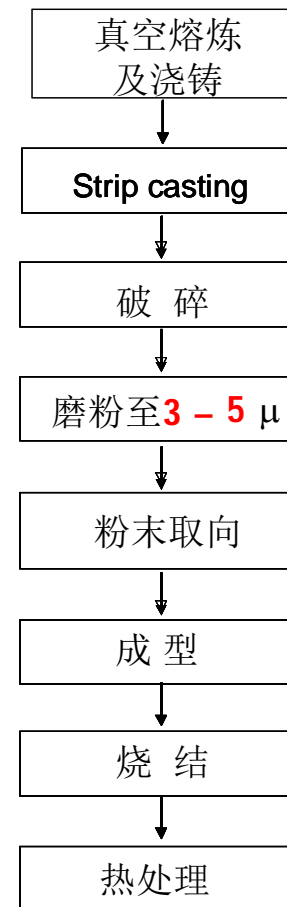 真空熔炼
及浇铸
Strip casting
破 碎
磨粉至3 – 5 μ
粉末取向
成 型
烧 结
热处理